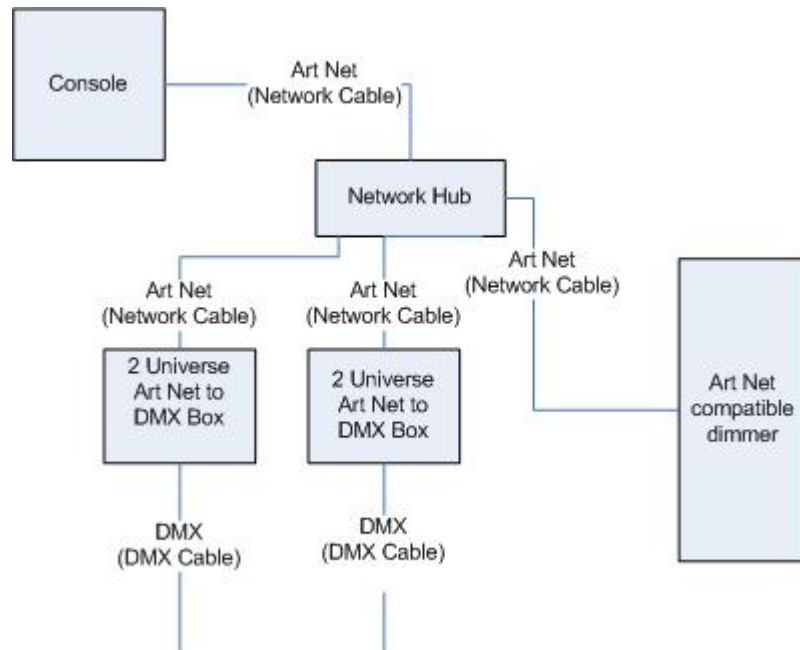 Console
Art Net
(Network Cable)
Network Hub
Art Net
(Network Cable)
Art Net
(Network Cable)
Art Net
(Network Cable)
2 Universe
Art Net to
DMX Box
2 Universe
Art Net to
DMX Box
Art Net
compatible
dimmer
DMX
(DMX Cable)
DMX
(DMX Cable)